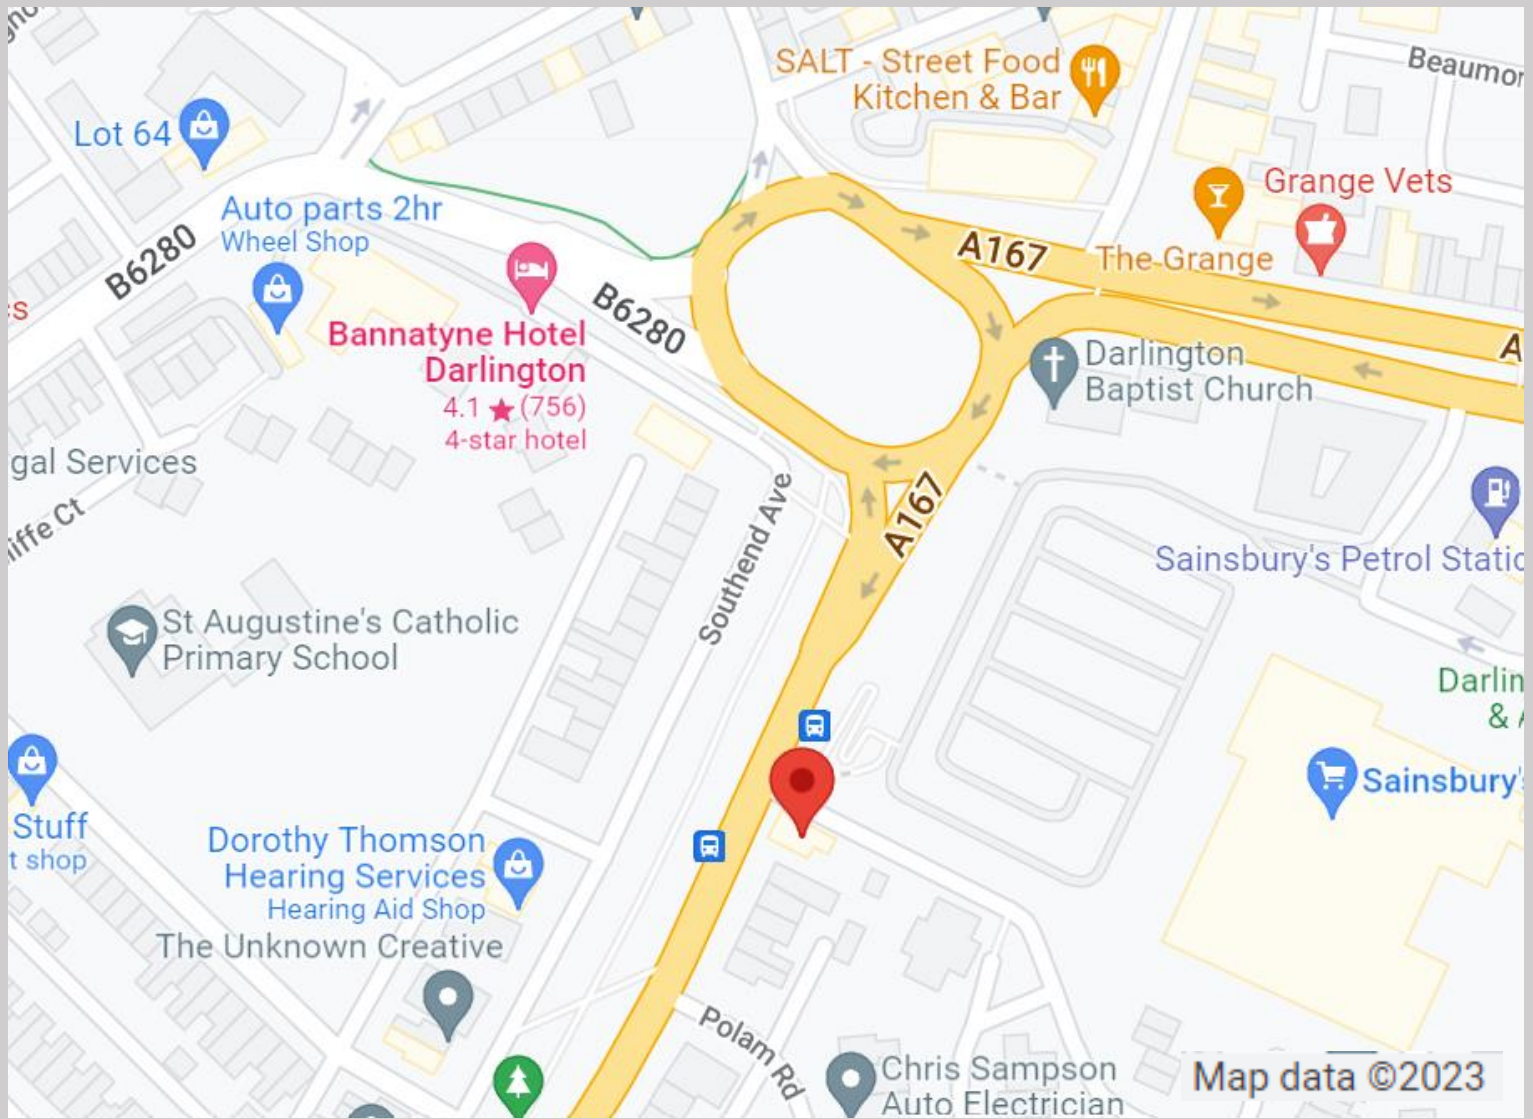 SALT - Street Food
Kitchen & Bar
Beaumor
Lot 64
Auto parts 2hr
Wheel Shop
B6280
Grange Vets
A167
The Grange
B6280
Bannatyne Hotel
Darlington
4.1 ★ (756)
4-star hotel
Darlington
Baptist Church
A
gal Services
liffe Ct
Southend Ave
A167
Sainsbury's Petrol Static
St Augustine's Catholic
Primary School
Darlin
&
Sainsbury's
Stuff
t shop
Dorothy Thomson
Hearing Services
Hearing Aid Shop
The Unknown Creative
Polam Rd
Chris Sampson
Auto Electrician
Map data ©2023